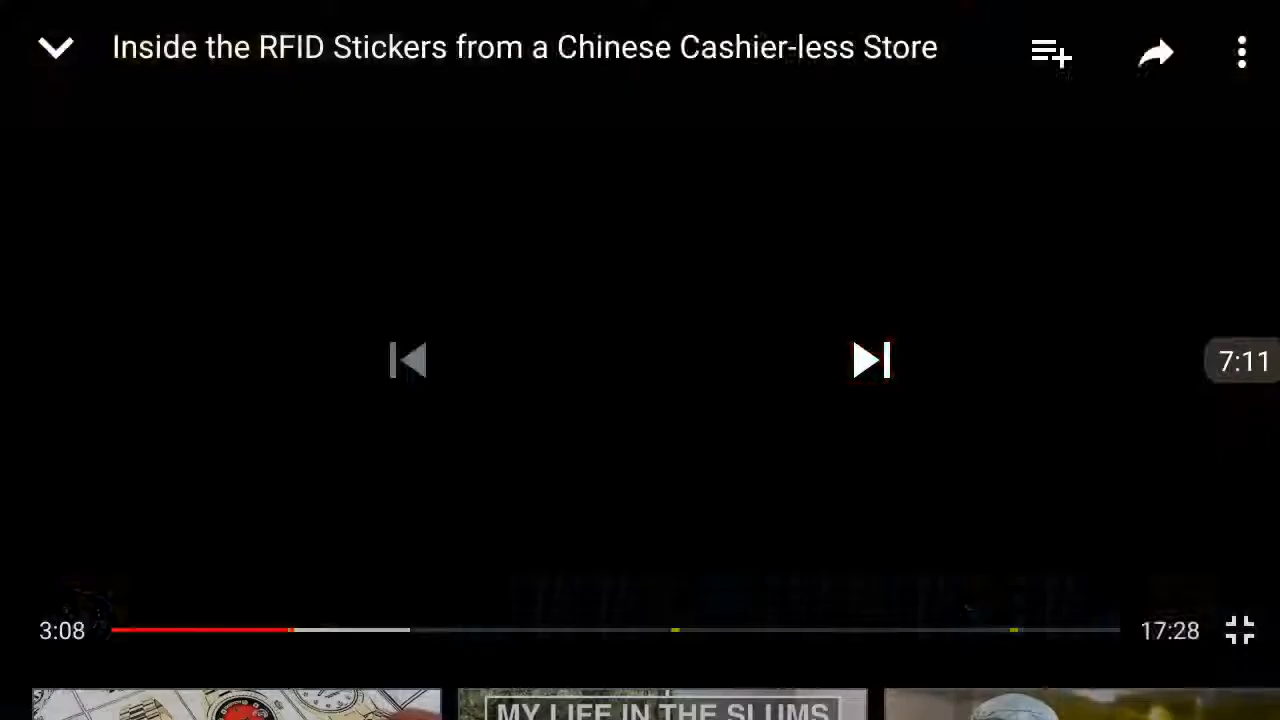 Inside the RFID Stickers from a Chinese Cashier-less Store
7:11
3:08
17:28
MY LIFE IN THE SLUMS